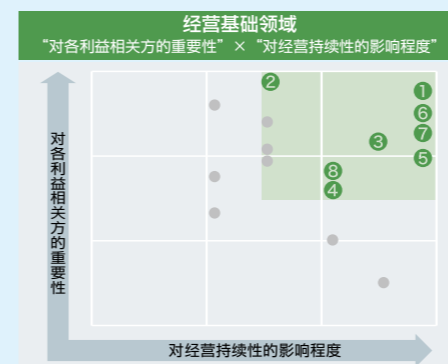 经营基础领域
“对各利益相关方的重要性” × “对经营持续性的影响程度”
对各利益相关方的重要性
②
①
⑥
⑦
③
⑤
⑧
④
对经营持续性的影响程度